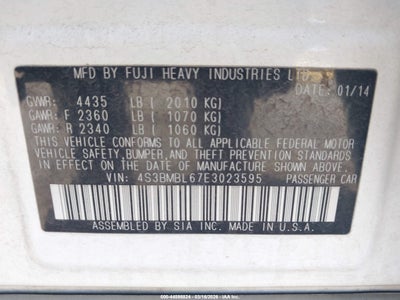 MFD BY FUJI HEAVY INDUSTRIES LTD.
DATE: 01/14
GVWR: 4435 LB ( 2010 KG)
GAWR: F 2360 LB ( 1070 KG)
GAWR: R 2340 LB ( 1060 KG)
THIS VEHICLE CONFORMS TO ALL APPLICABLE FEDERAL MOTOR
VEHICLE SAFETY, BUMPER, AND THEFT PREVENTION STANDARDS
IN EFFECT ON THE DATE OF MANUFACTURE SHOWN ABOVE.
VIN: 4S3BMBL67E3023595 PASSENGER CAR
ASSEMBLED BY SIA INC. IN U.S.A.